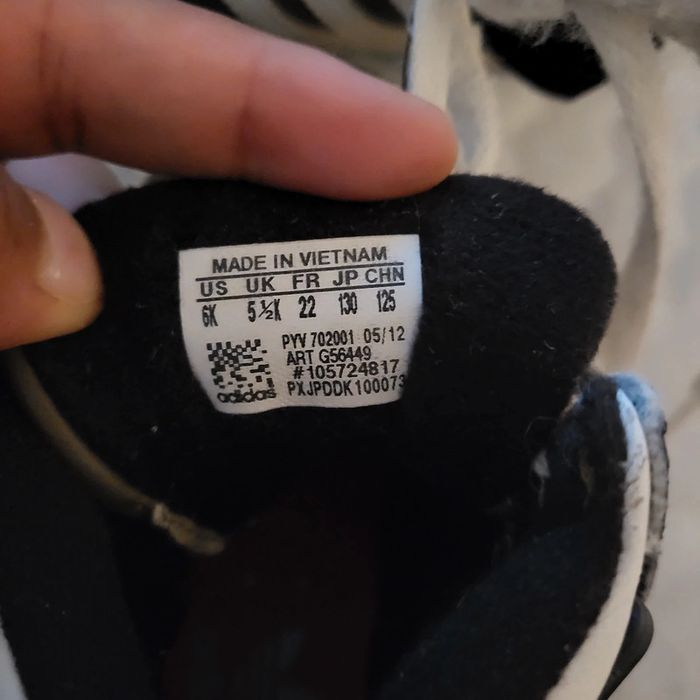 MADE IN VIETNAM
US UK FR JP CHN
6K 5½K 22 130 125
PYV 702001 05/12
ART G56449
#105724817
PXJPDDK100073
adidas